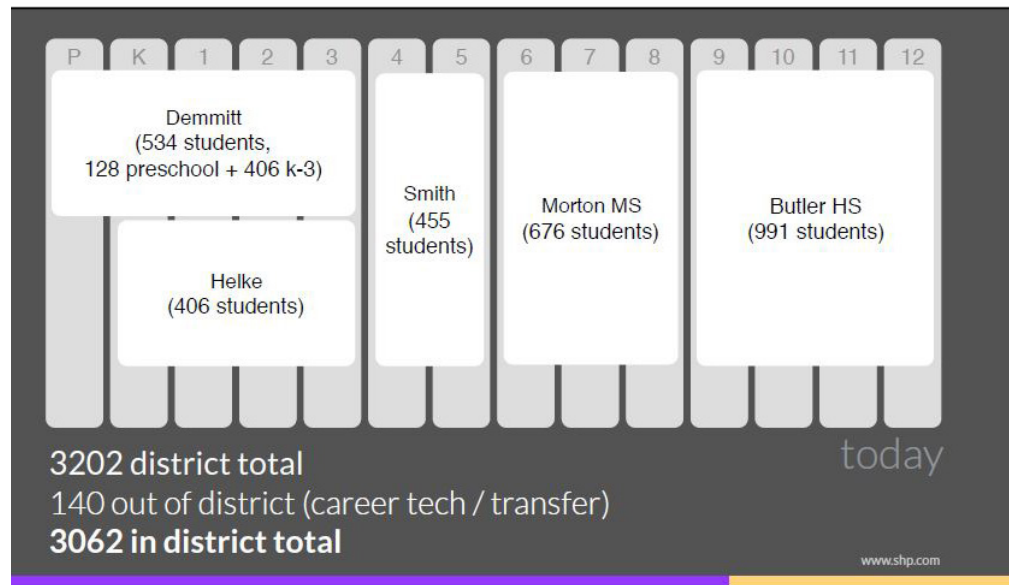 P K 1 2 3 4 5 6 7 8 9 10 11 12
Demmitt
(534 students,
128 preschool + 406 k-3)
Helke
(406 students)
Smith
(455
students)
Morton MS
(676 students)
Butler HS
(991 students)
today
3202 district total
140 out of district (career tech / transfer)
3062 in district total
www.shp.com